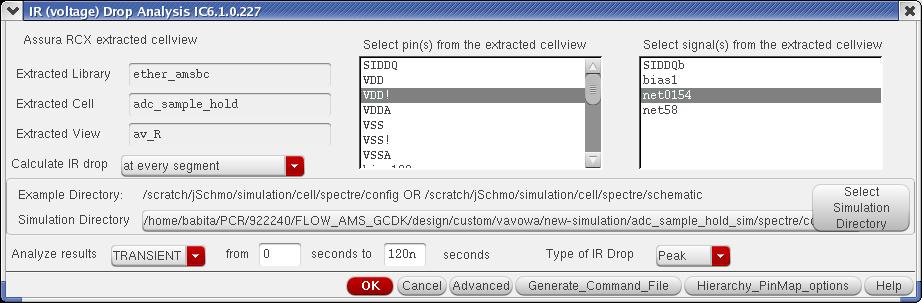 IR (voltage) Drop Analysis IC6.1.0.227
Assura RCX extracted cellview
Extracted Library ether_amsbc
Extracted Cell adc_sample_hold
Extracted View av_R
Calculate IR drop at every segment
Select pin(s) from the extracted cellview
SIDDQ
VDD
VDD!
VDDA
VSS
VSS!
VSSA
Select signal(s) from the extracted cellview
SIDDQb
bias1
net0154
net58
Example Directory: /scratch/jSchmo/simulation/cell/spectre/config OR /scratch/jSchmo/simulation/cell/spectre/schematic
Simulation Directory /home/babita/PCR/922240/FLOW_AMS_GCDK/design/custom/vavowa/new-simulation/adc_sample_hold_sim/spectre/co
Select
Simulation
Directory
Analyze results TRANSIENT from 0 seconds to 120n seconds Type of IR Drop Peak
OK Cancel Advanced Generate_Command_File Hierarchy_PinMap_options Help